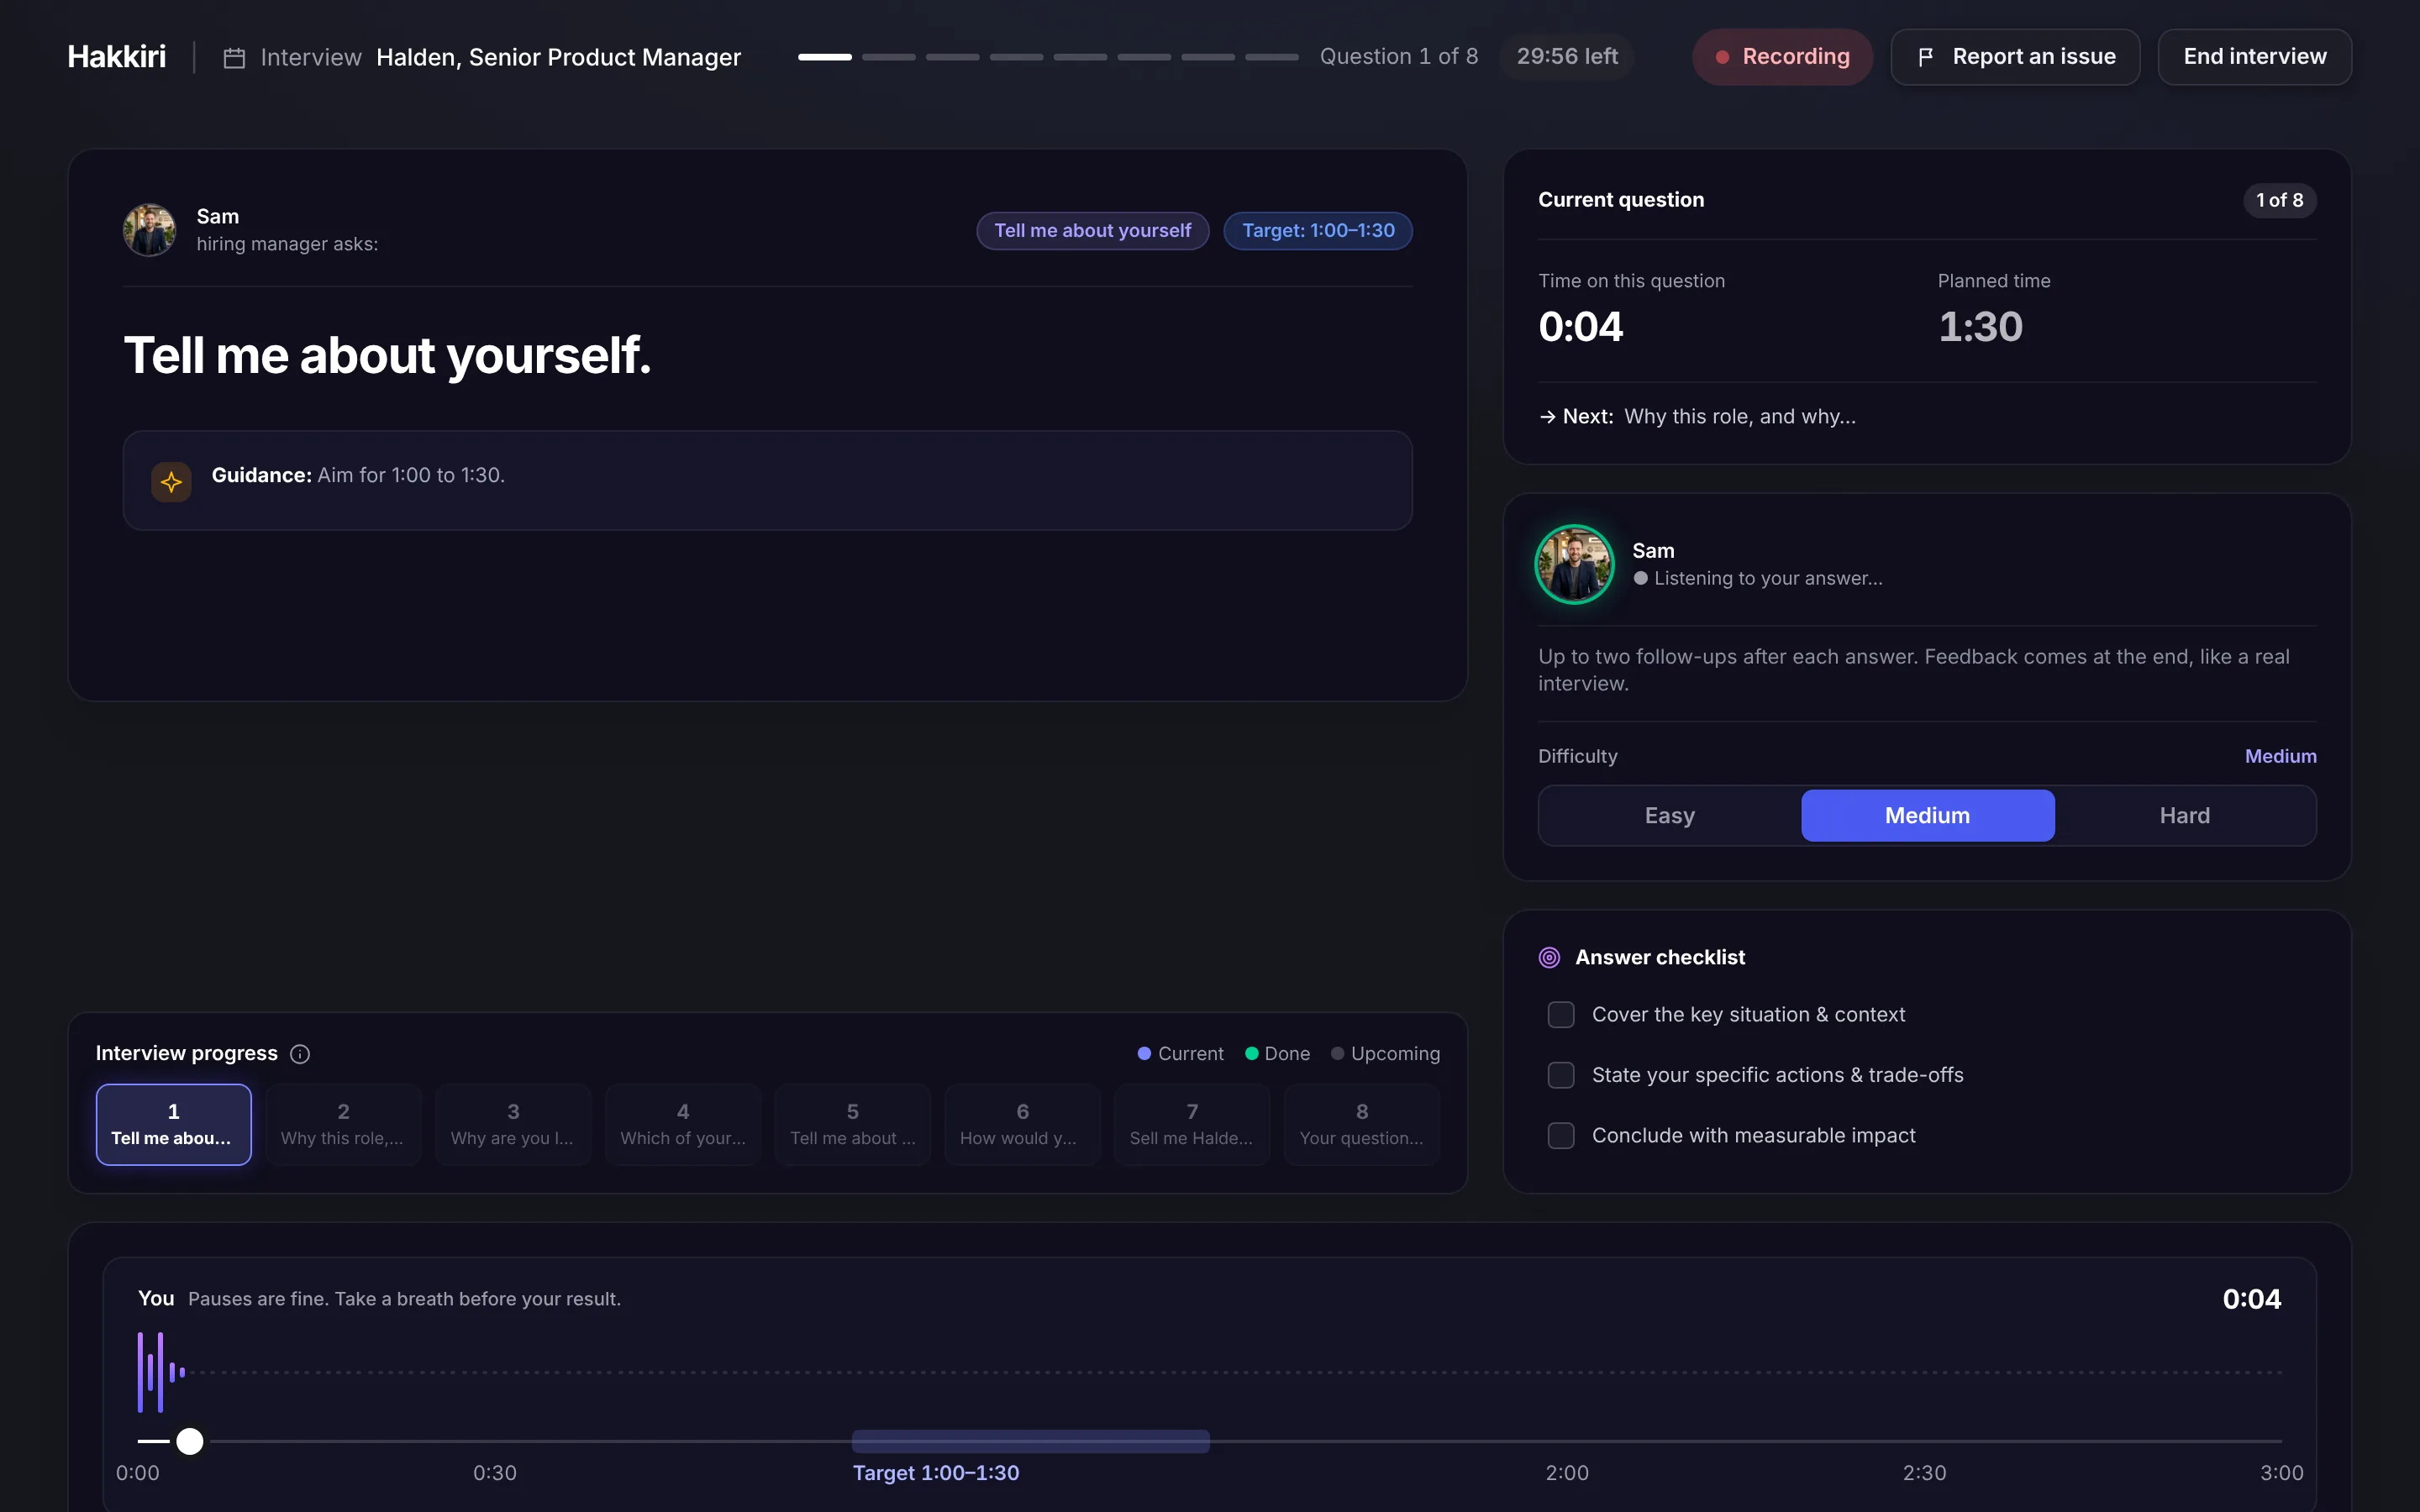 Hakkiri
Interview Halden, Senior Product Manager
Question 1 of 8
29:56 left
Recording
Report an issue
End interview
Sam
hiring manager asks:
Tell me about yourself
Target: 1:00–1:30
Tell me about yourself.
Guidance: Aim for 1:00 to 1:30.
Current question
1 of 8
Time on this question
0:04
Planned time
1:30
→ Next: Why this role, and why...
Sam
Listening to your answer...
Up to two follow-ups after each answer. Feedback comes at the end, like a real
interview.
Difficulty
Medium
Easy
Medium
Hard
Answer checklist
Cover the key situation & context
State your specific actions & trade-offs
Conclude with measurable impact
Interview progress
Current
Done
Upcoming
1
Tell me abou...
2
Why this role,...
3
Why are you l...
4
Which of your...
5
Tell me about ...
6
How would y...
7
Sell me Halde...
8
Your question...
You Pauses are fine. Take a breath before your result.
0:04
0:00
0:30
Target 1:00–1:30
2:00
2:30
3:00